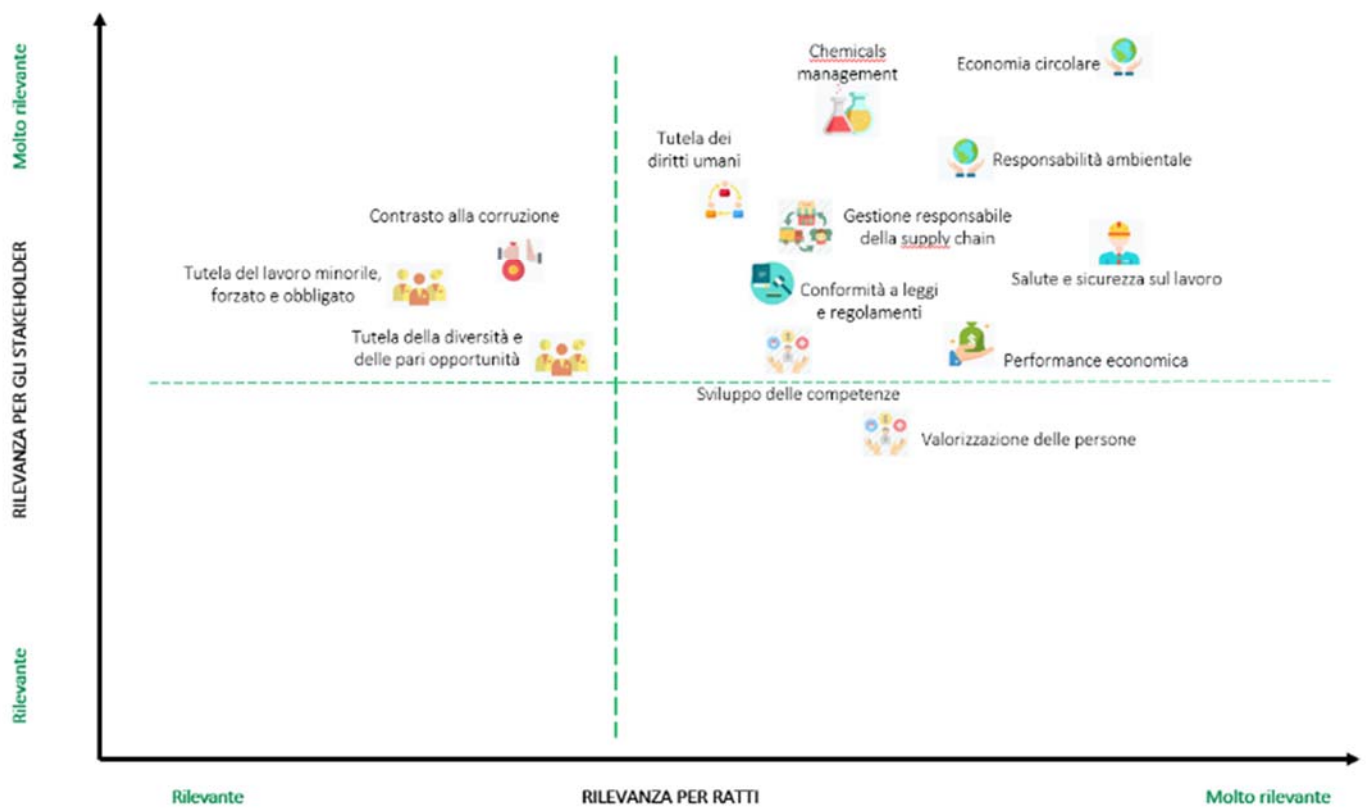 Molto rilevante
RILEVANZA PER GLI STAKEHOLDER
Rilevante
Chemicals
management
Economia circolare
Tutela dei
diritti umani
Responsabilità ambientale
Contrasto alla corruzione
Gestione responsabile
della supply chain
Tutela del lavoro minorile,
forzato e obbligato
Salute e sicurezza sul lavoro
Conformità a leggi
e regolamenti
Tutela della diversità e
delle pari opportunità
Performance economica
Sviluppo delle competenze
Valorizzazione delle persone
Rilevante
RILEVANZA PER RATTI
Molto rilevante